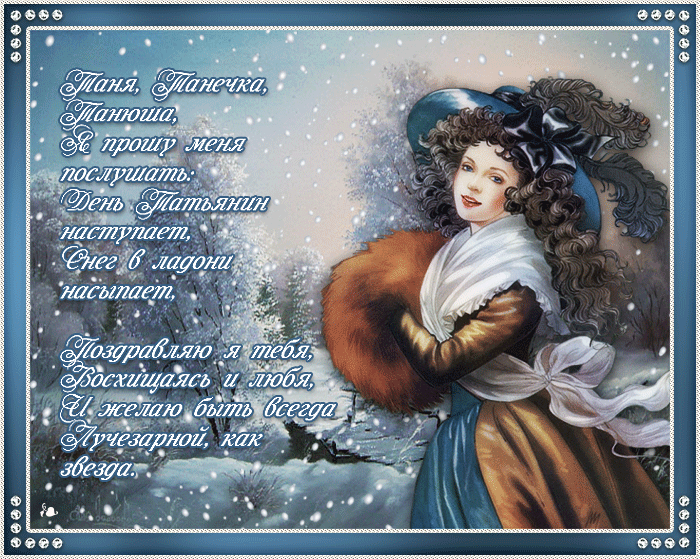 Таня, Танечка,
Танюша,
Я прошу меня
послушать:
День Татьянин
наступает,
Снег в ладони
насыпает,
Поздравляю я тебя,
Восхищаясь и любя,
И желаю быть всегда
Лучезарной, как
звезда.